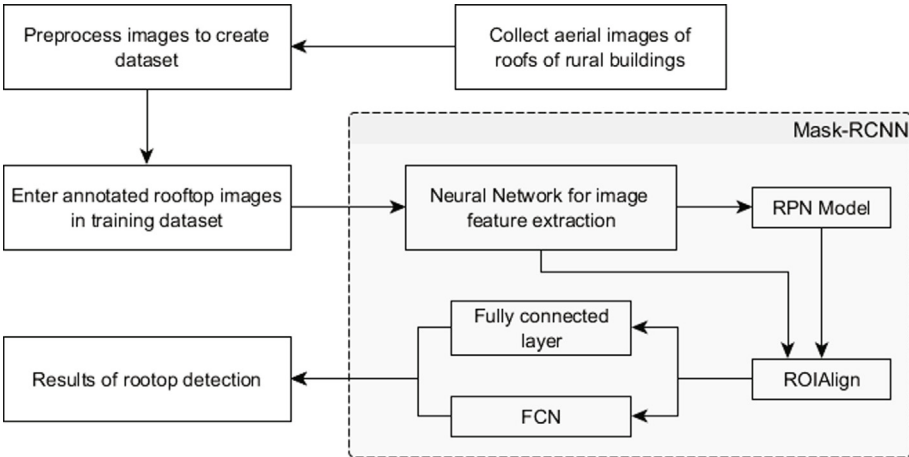 Preprocess images to create
dataset
Collect aerial images of
roofs of rural buildings
Mask-RCNN
Enter annotated rooftop images
in training dataset
Neural Network for image
feature extraction
RPN Model
Fully connected
layer
Results of rootop detection
ROIAlign
FCN